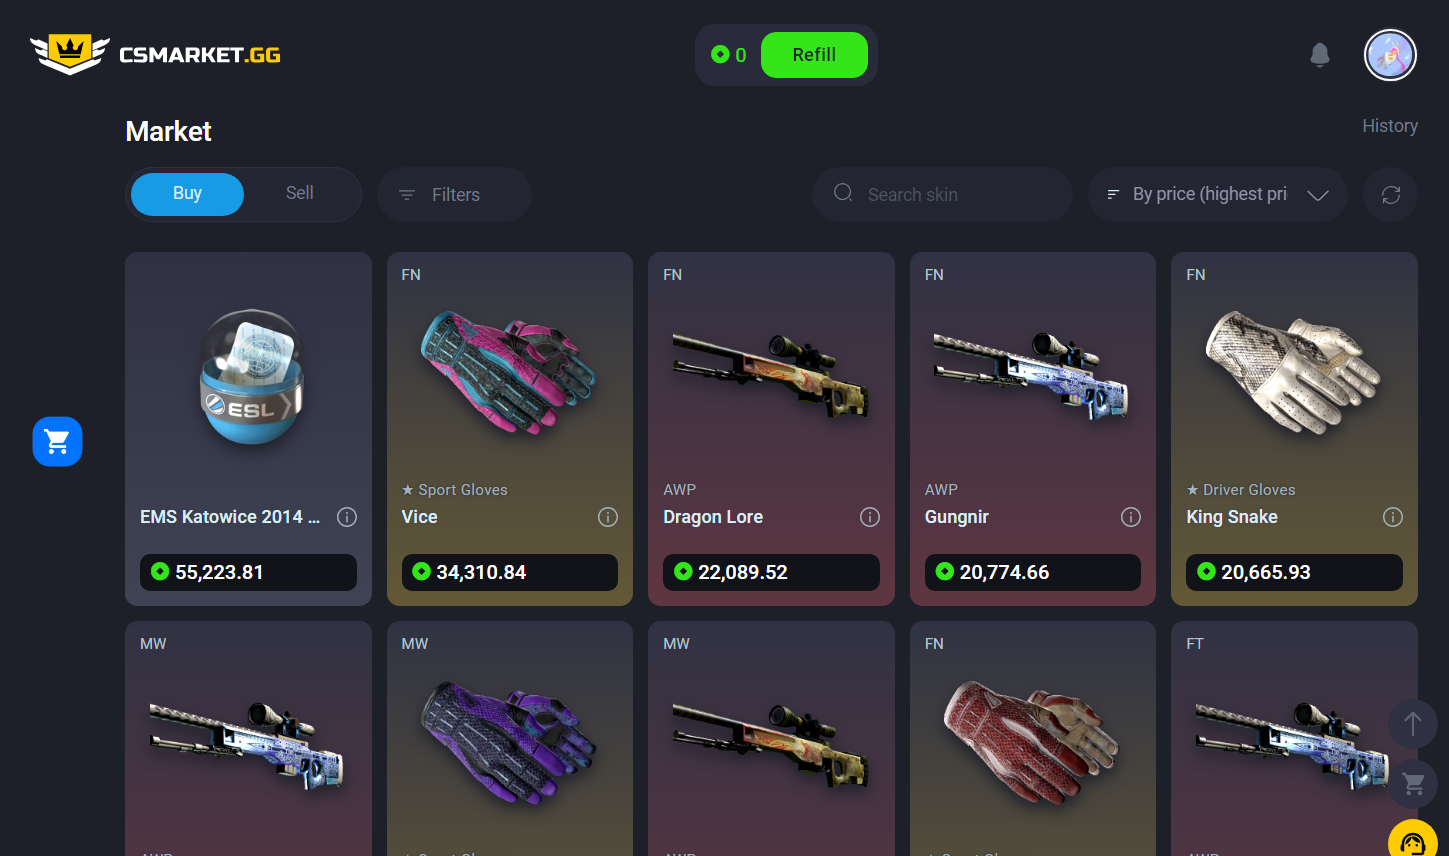 CSMARKET.GG
0
Refill
Market
History
Buy
Sell
Filters
Search skin
By price (highest pri
ESL
EMS Katowice 2014 ...
55,223.81
FN
★ Sport Gloves
Vice
34,310.84
FN
AWP
Dragon Lore
22,089.52
FN
AWP
Gungnir
20,774.66
FN
★ Driver Gloves
King Snake
20,665.93
MW
MW
MW
FN
FT